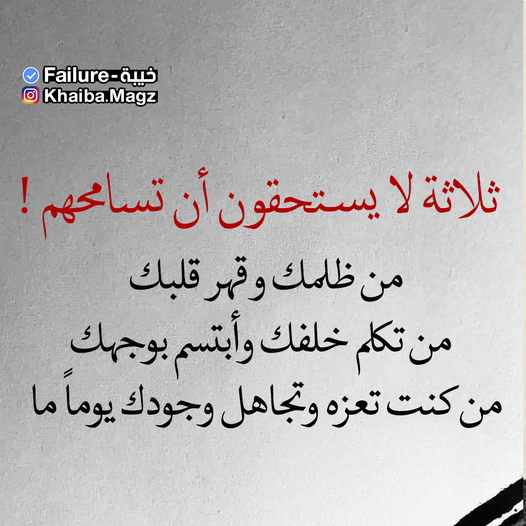 Failure-خيبة
Khaiba.Magz
ثلاثة لا يستحقون أن تسامحهم !
من ظلمك وقهر قلبك
من تكلم خلفك وأبتسم بوجهك
من كنت تعزه وتجاهل وجودك يوماً ما